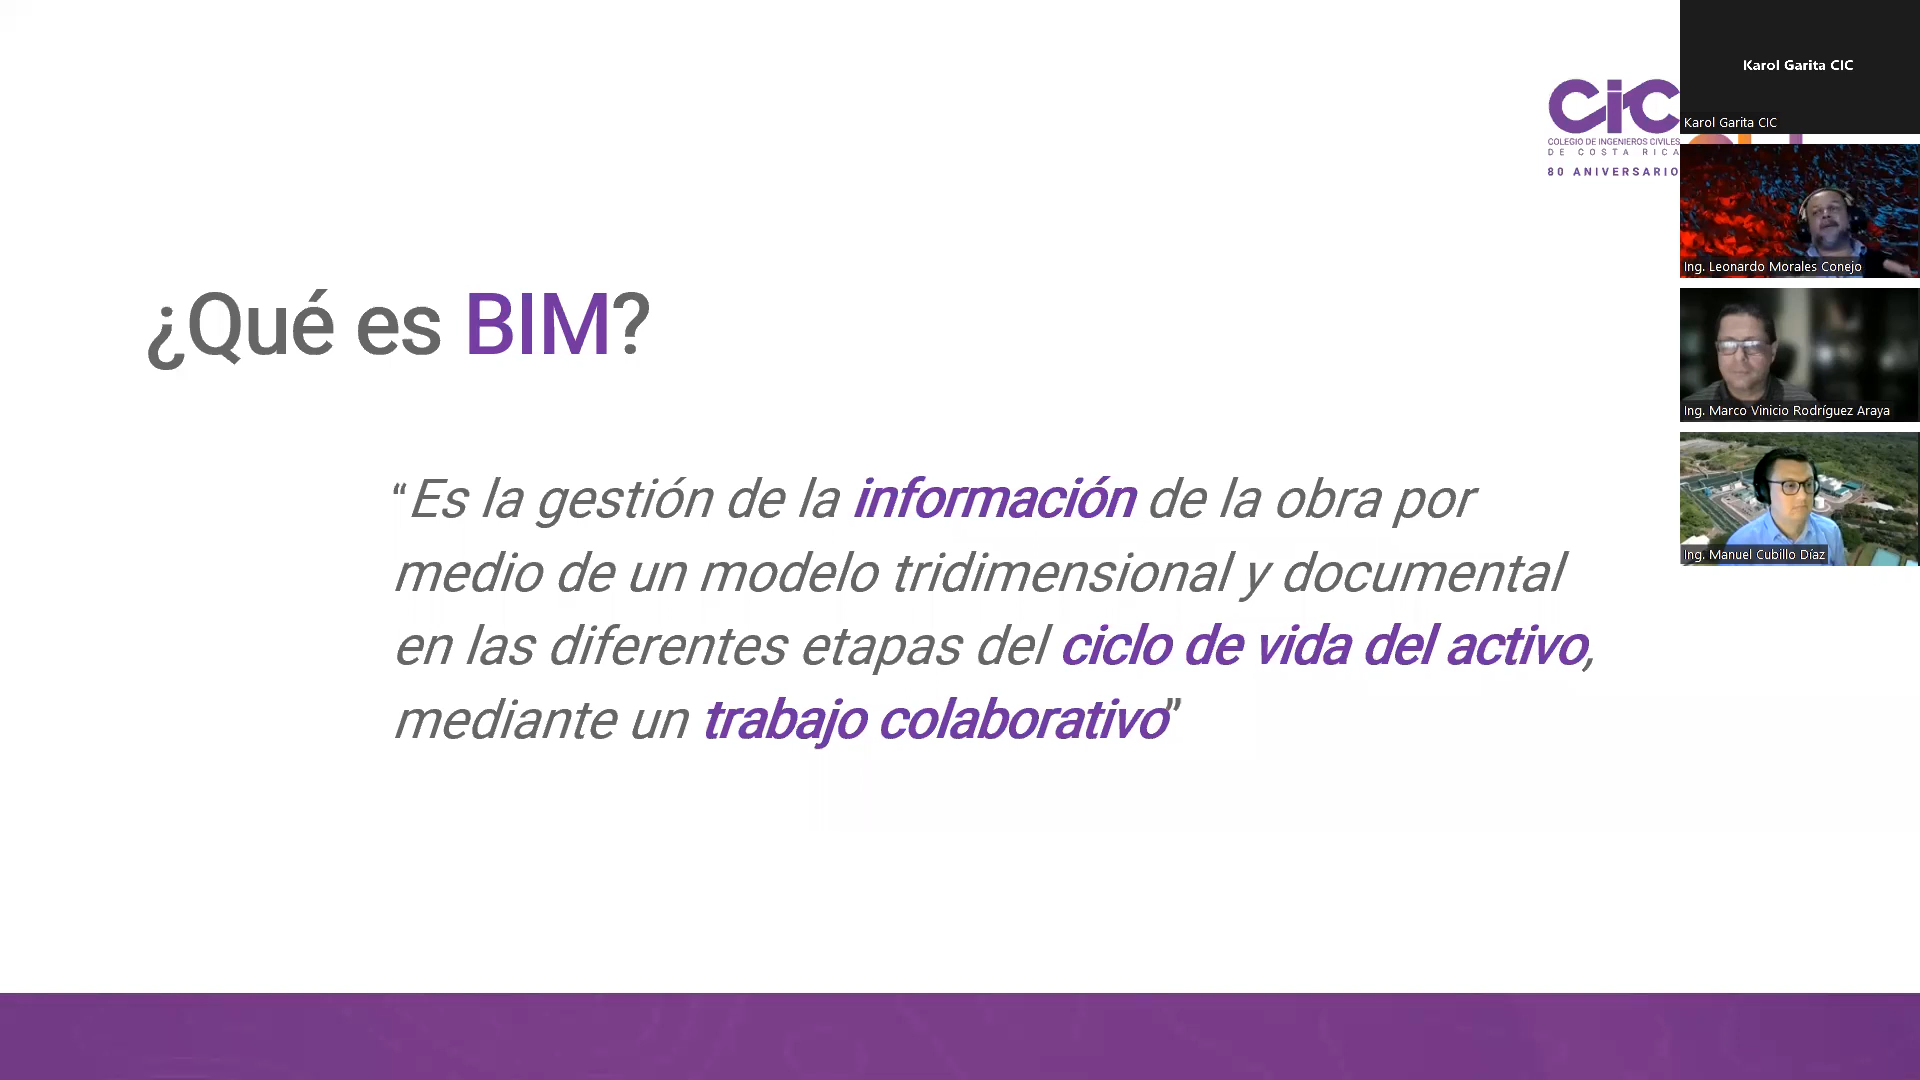 Karol Garita CIC
Karol Garita CIC
CiC
COLEGIO DE INGENIEROS CIVILES
DE COSTA RICA
80 ANIVERSARIO
Ing. Leonardo Morales Conejo
¿Qué es BIM?
Ing. Marco Vinicio Rodríguez Araya
“Es la gestión de la información de la obra por
medio de un modelo tridimensional y documental
en las diferentes etapas del ciclo de vida del activo,
mediante un trabajo colaborativo”
Ing. Manuel Cubillo Díaz